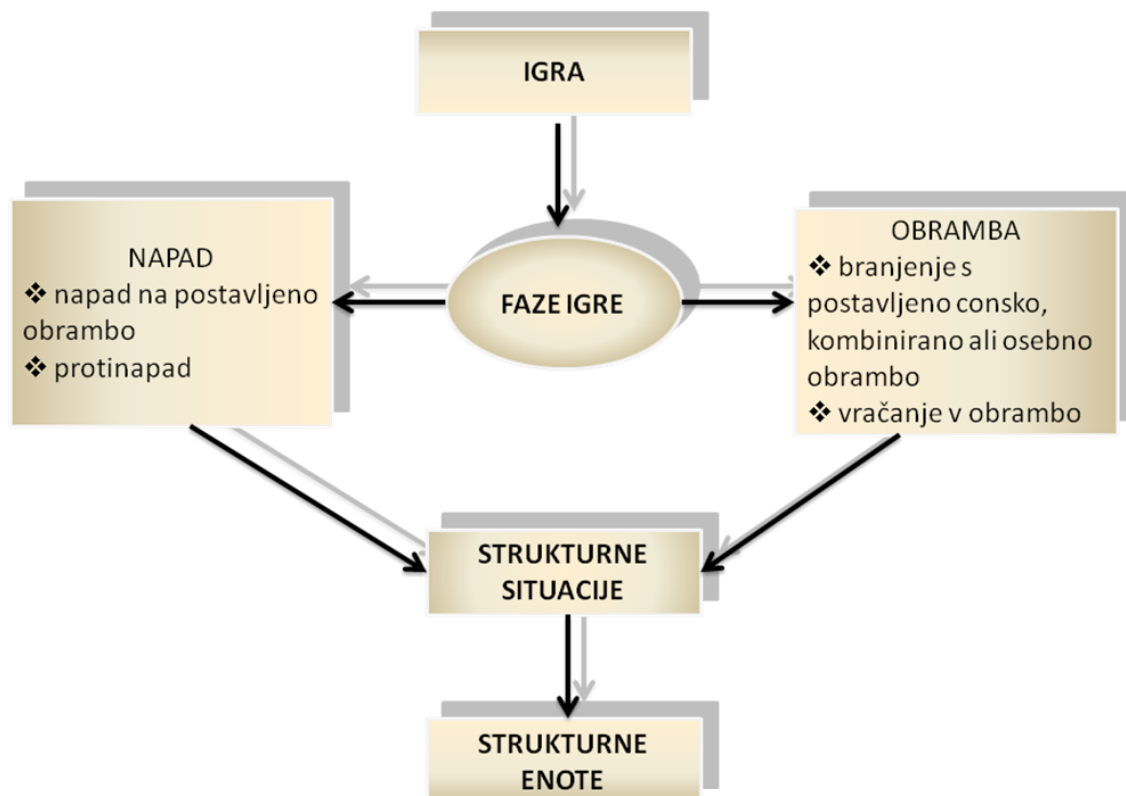 IGRA
FAZE IGRE
NAPAD
❖ napad na postavljeno
obrambo
❖ protinapad
OBRAMBA
❖ branjenje s
postavljeno consko,
kombinirano ali osebno
obrambo
❖ vračanje v obrambo
STRUKTURNE
SITUACIJE
STRUKTURNE
ENOTE